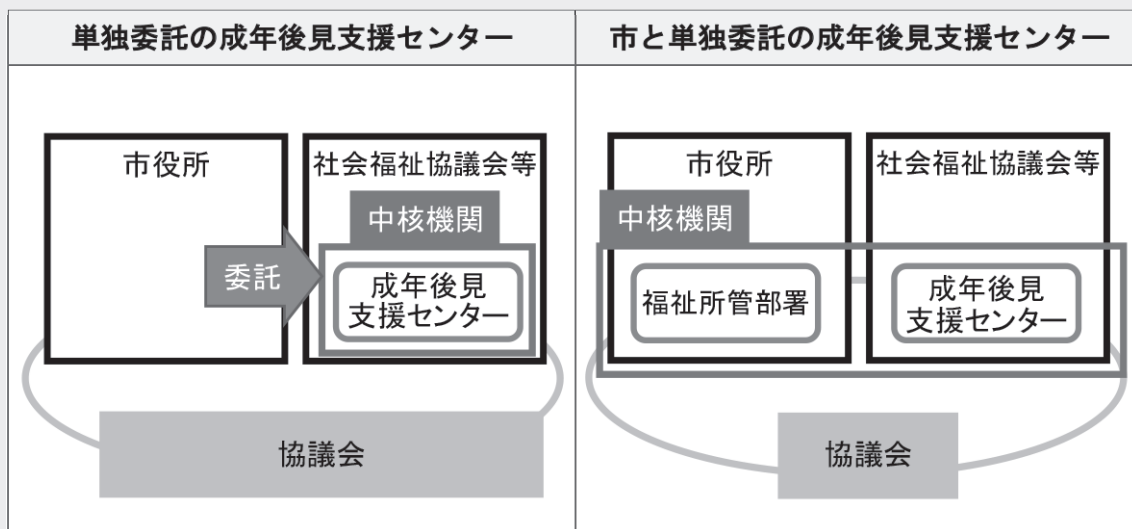 単独委託の成年後見支援センター
市役所
社会福祉協議会等
中核機関
委託
成年後見
支援センター
協議会
市と単独委託の成年後見支援センター
市役所
社会福祉協議会等
中核機関
福祉所管部署
成年後見
支援センター
協議会